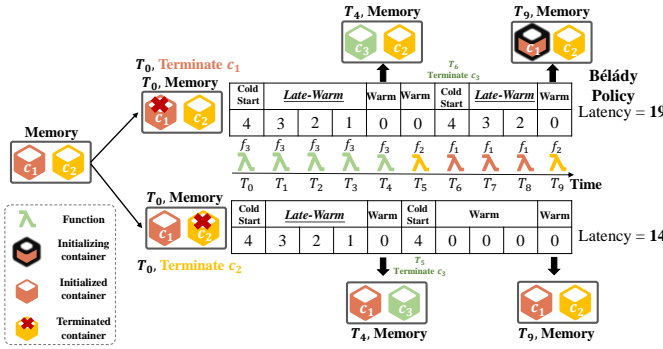 T₄, Memory
T₉, Memory
c₃
c₂
c₁
c₂
T₀, Terminate c₁
T₀, Memory
c₁
c₂
T₆
Terminate c₃
Bélády
Policy
Cold Start
Late-Warm
Warm
Warm
Cold Start
Late-Warm
Warm
4 3 2 1 0 0 4 3 2 0
Latency = 19
Memory
c₁
c₂
f₃ f₃ f₃ f₃ f₃ f₂ f₁ f₁ f₁ f₂
λ λ λ λ λ λ λ λ λ λ
T₀ T₁ T₂ T₃ T₄ T₅ T₆ T₇ T₈ T₉ Time
T₀, Memory
c₁
c₂
T₀, Terminate c₂
Cold Start
Late-Warm
Warm
Cold Start
Warm
Warm
4 3 2 1 0 4 0 0 0 0
Latency = 14
T₅
Terminate c₃
c₁
c₃
c₁
c₂
T₄, Memory
T₉, Memory
λ
Function
Initializing
container
Initialized
container
Terminated
container